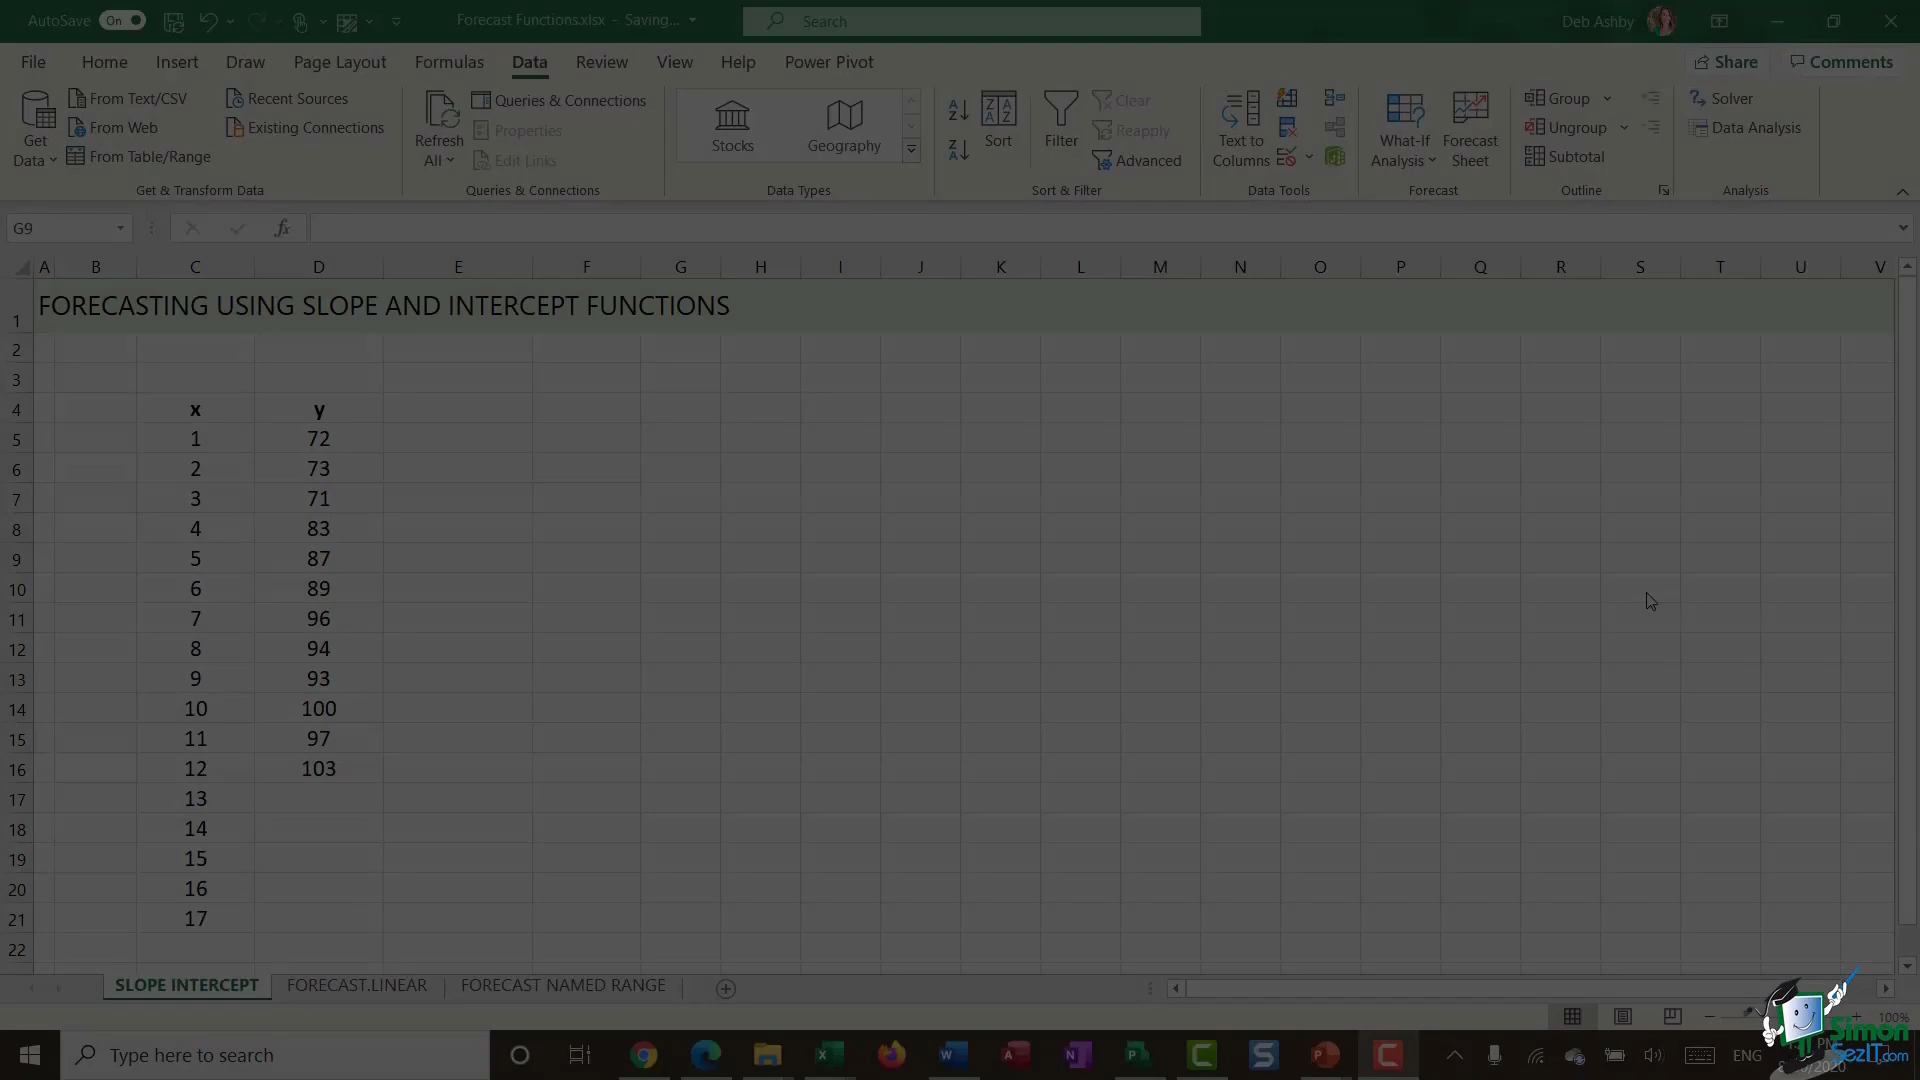 AutoSave On Forecast Functions.xlsx - Saving... Search Deb Ashby
File Home Insert Draw Page Layout Formulas Data Review View Help Power Pivot Share Comments
Get Data
From Text/CSV
From Web
From Table/Range
Recent Sources
Existing Connections
Get & Transform Data
Refresh All
Queries & Connections
Properties
Edit Links
Queries & Connections
Stocks
Geography
Data Types
Sort
Filter
Clear
Reapply
Advanced
Sort & Filter
Text to Columns
Data Tools
What-If Analysis
Forecast Sheet
Forecast
Group
Ungroup
Subtotal
Outline
Solver
Data Analysis
Analysis
G9 fx
A B C D E F G H I J K L M N O P Q R S T U V
1 FORECASTING USING SLOPE AND INTERCEPT FUNCTIONS
2
3
4 x y
5 1 72
6 2 73
7 3 71
8 4 83
9 5 87
10 6 89
11 7 96
12 8 94
13 9 93
14 10 100
15 11 97
16 12 103
17 13
18 14
19 15
20 16
21 17
22
SLOPE INTERCEPT FORECAST.LINEAR FORECAST NAMED RANGE
100%
Type here to search ENG PM
Simon SezIT.com